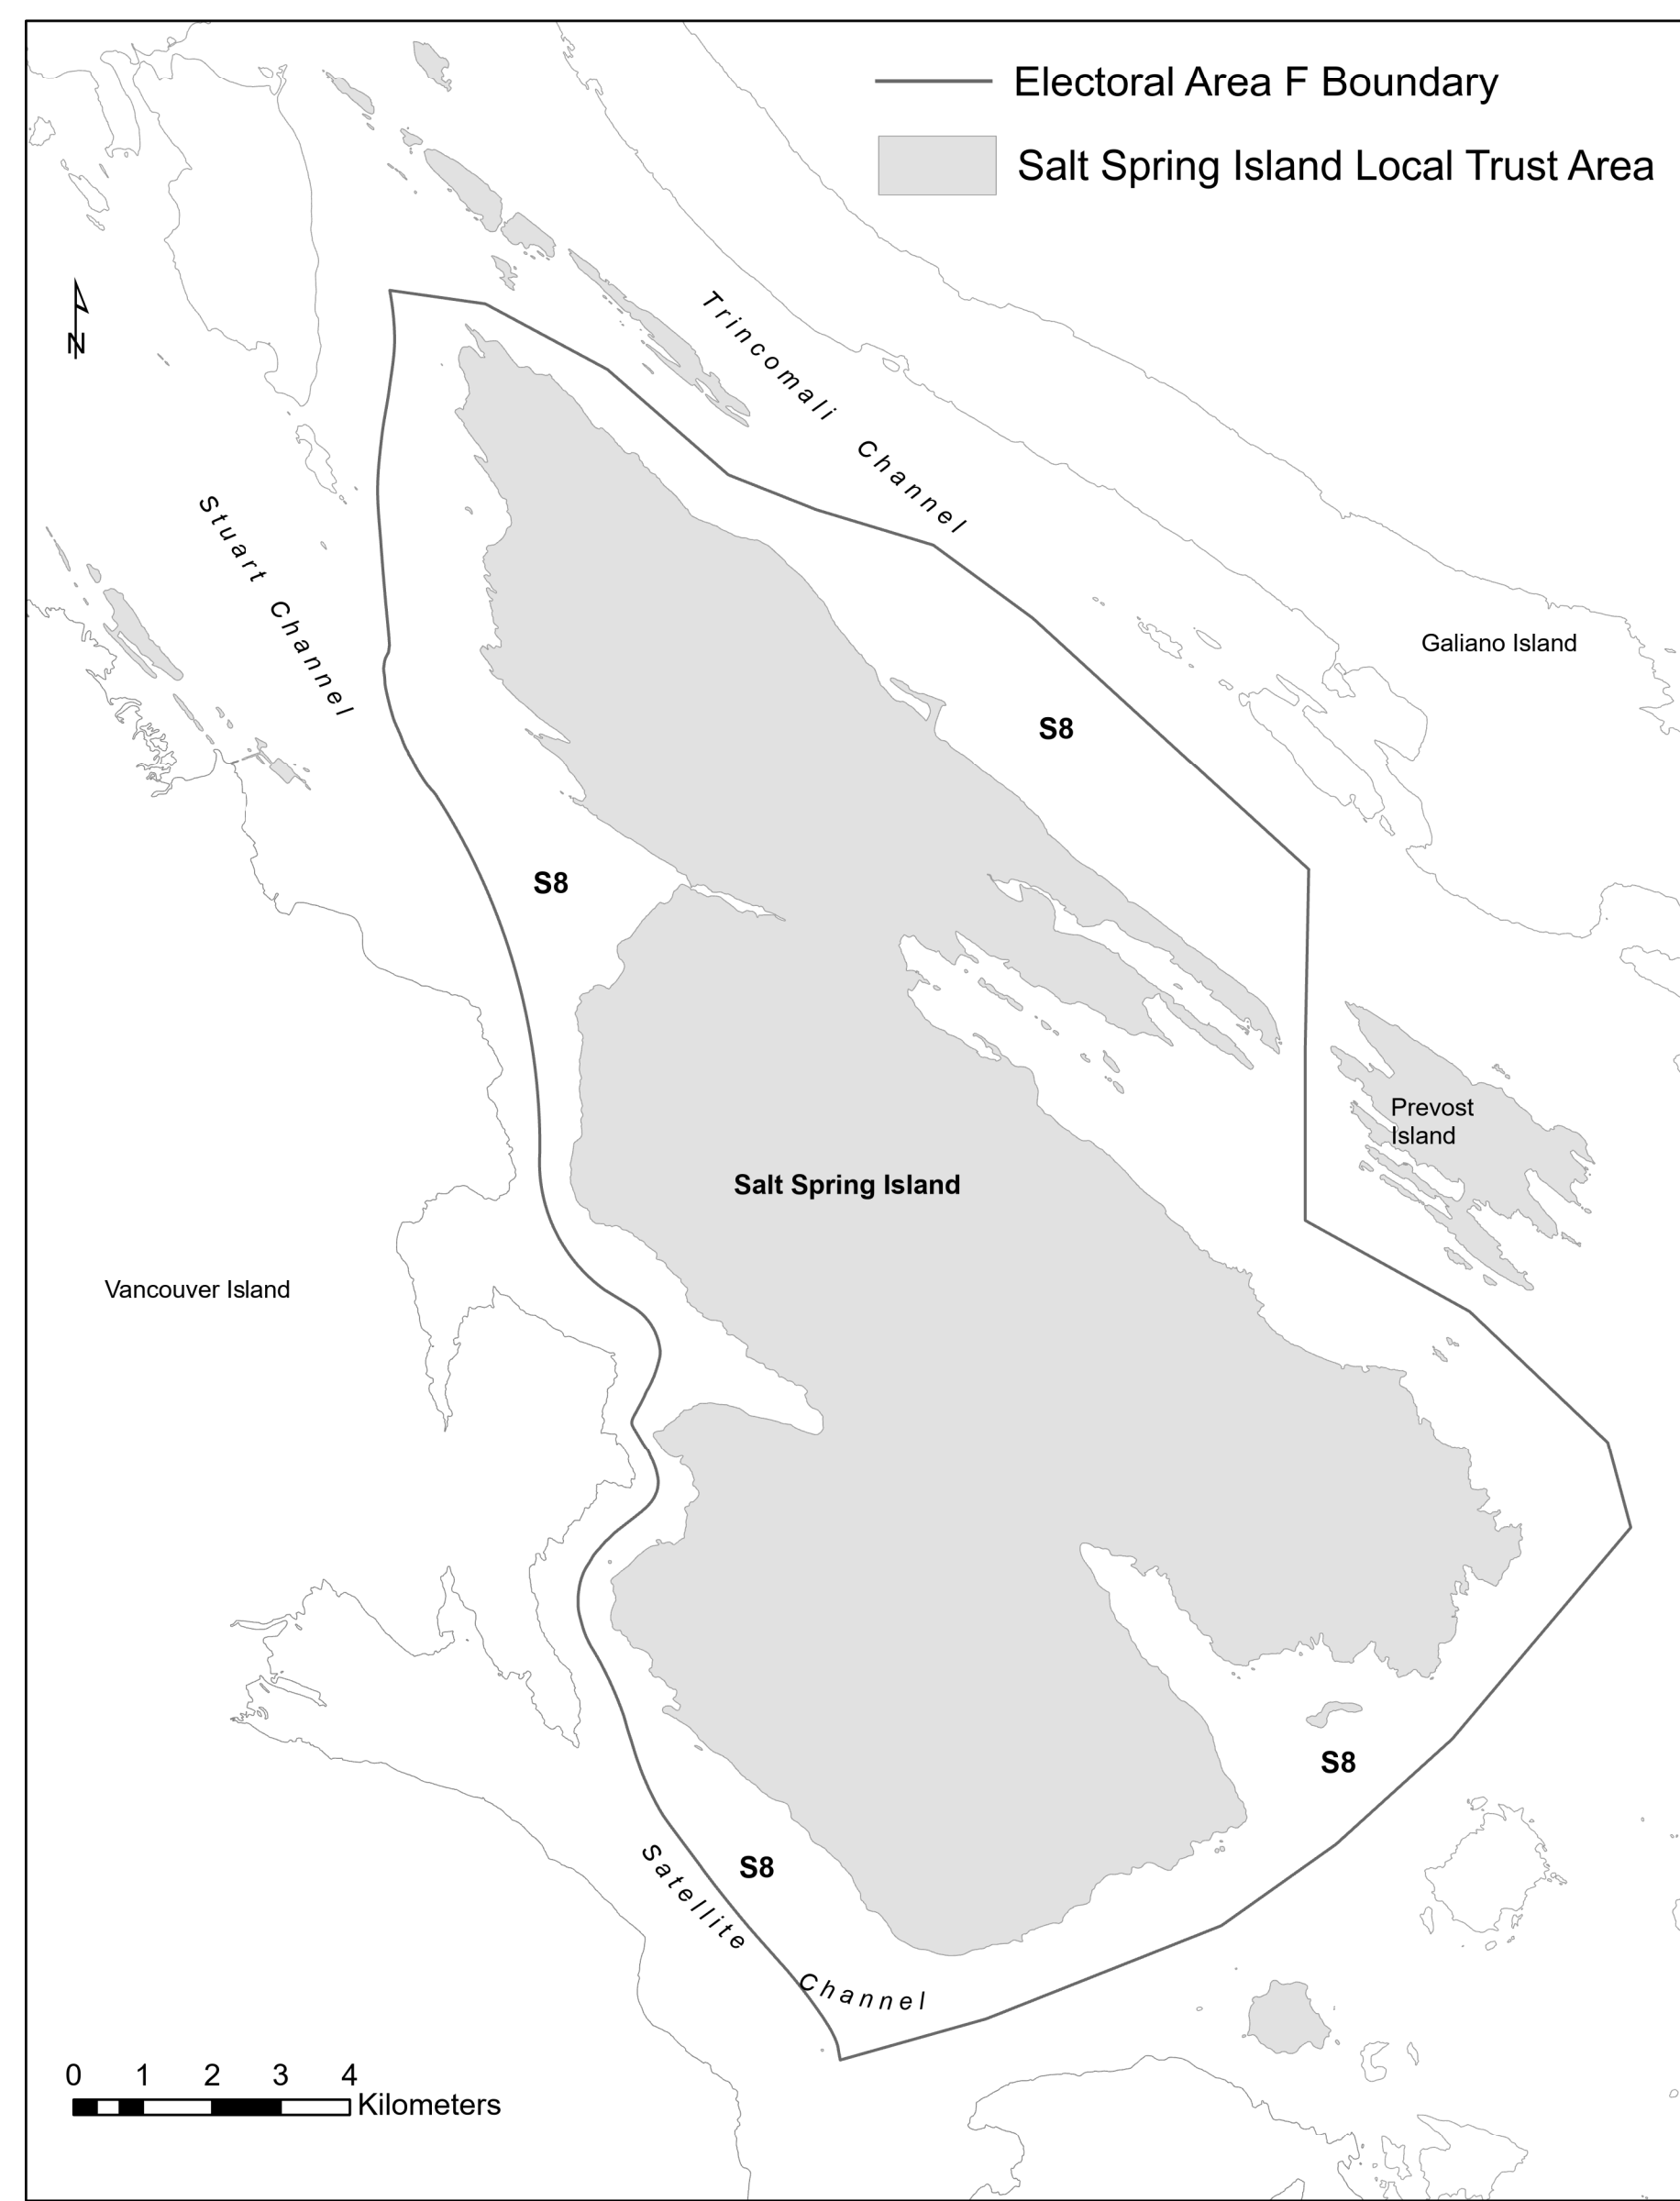 Electoral Area F Boundary
Salt Spring Island Local Trust Area
N
Trincomali Channel
Stuart Channel
Galiano Island
S8
S8
Prevost
Island
Salt Spring Island
Vancouver Island
S8
S8
Satellite Channel
0 1 2 3 4
Kilometers